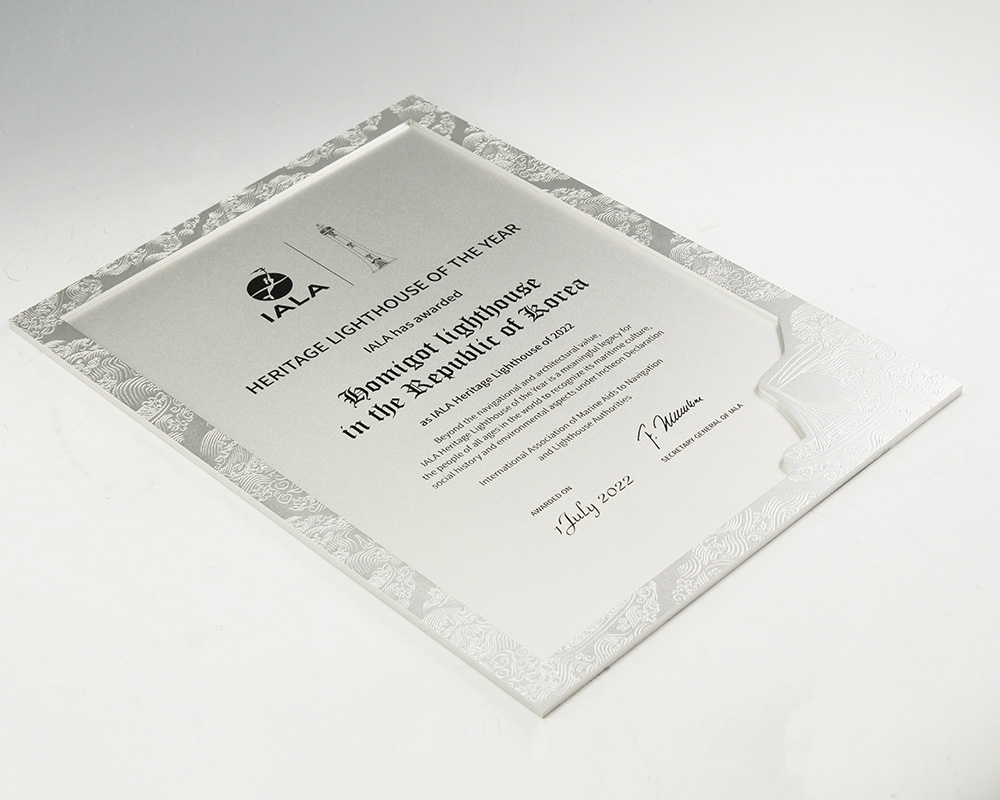 IALA
HERITAGE LIGHTHOUSE OF THE YEAR
IALA has awarded
Homigot lighthouse
in the Republic of Korea
as IALA Heritage Lighthouse of 2022
Beyond the navigational and architectural value,
IALA Heritage Lighthouse of the Year is a meaningful legacy for
the people of all ages in the world to recognize its maritime culture,
social history and environmental aspects under Incheon Declaration
International Association of Marine Aids to Navigation
and Lighthouse Authorities
AWARDED ON
1 July 2022
SECRETARY GENERAL OF IALA